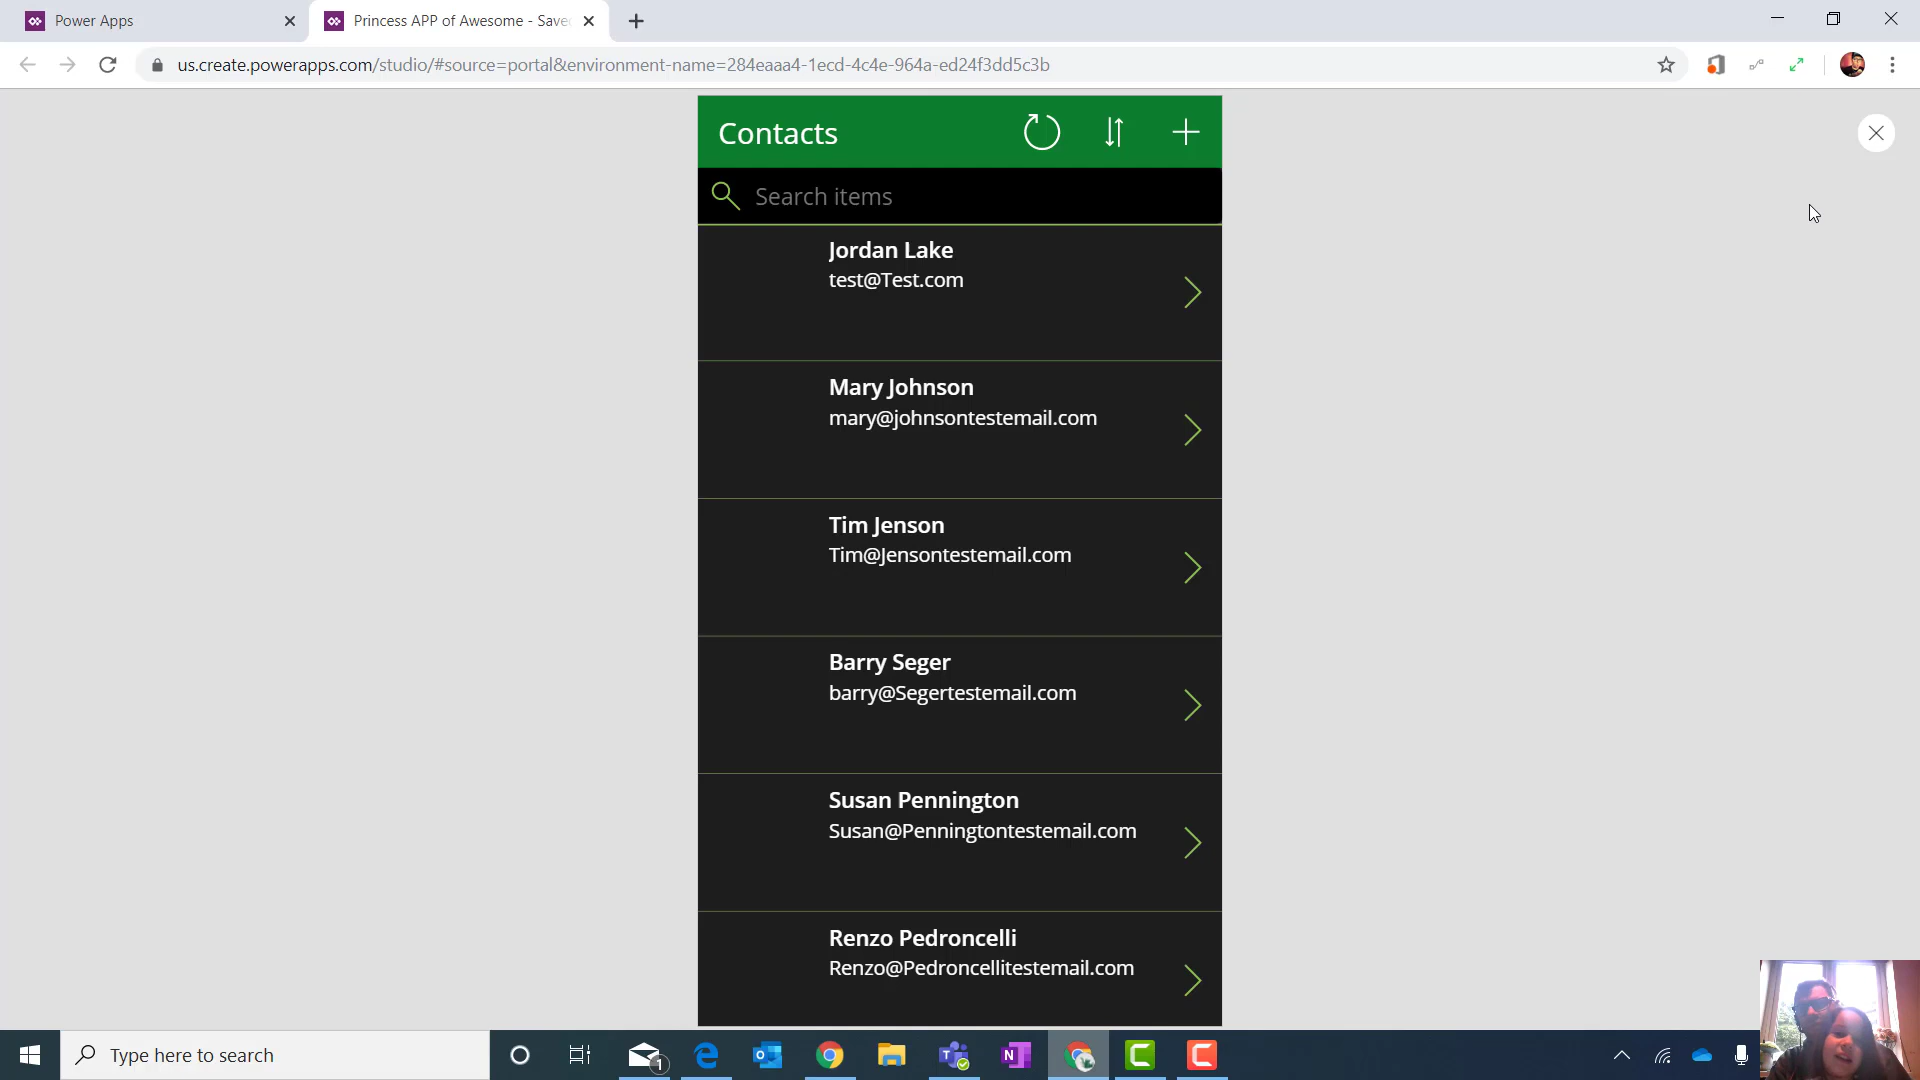 Power Apps
Princess APP of Awesome - Save
us.create.powerapps.com/studio/#source=portal&environment-name=284eaaa4-1ecd-4c4e-964a-ed24f3dd5c3b
Contacts
Search items
Jordan Lake
test@Test.com
Mary Johnson
mary@johnsontestemail.com
Tim Jenson
Tim@Jensontestemail.com
Barry Seger
barry@Segertestemail.com
Susan Pennington
Susan@Penningtontestemail.com
Renzo Pedroncelli
Renzo@Pedroncellitestemail.com
Type here to search
1